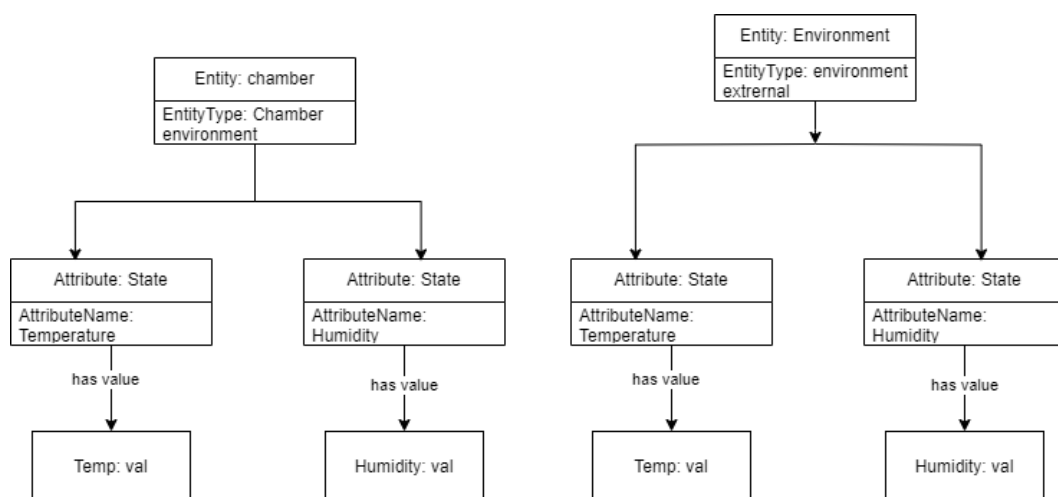 Entity: chamber
EntityType: Chamber
environment
Entity: Environment
EntityType: environment
extrernal
Attribute: State
AttributeName:
Temperature
Attribute: State
AttributeName:
Humidity
Attribute: State
AttributeName:
Temperature
Attribute: State
AttributeName:
Humidity
has value
has value
has value
has value
Temp: val
Humidity: val
Temp: val
Humidity: val